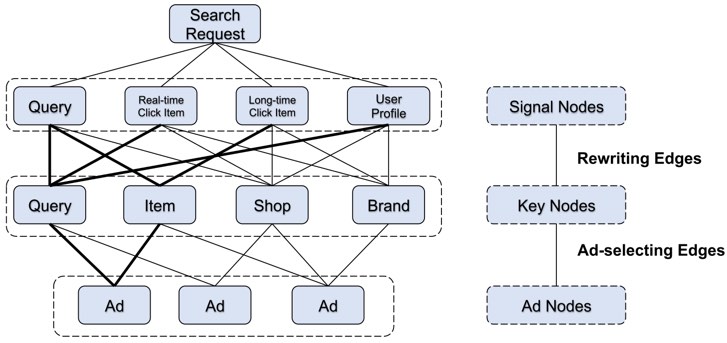 Search
Request
Query
Real-time
Click Item
Long-time
Click Item
User
Profile
Signal Nodes
Rewriting Edges
Query
Item
Shop
Brand
Key Nodes
Ad-selecting Edges
Ad
Ad
Ad
Ad Nodes